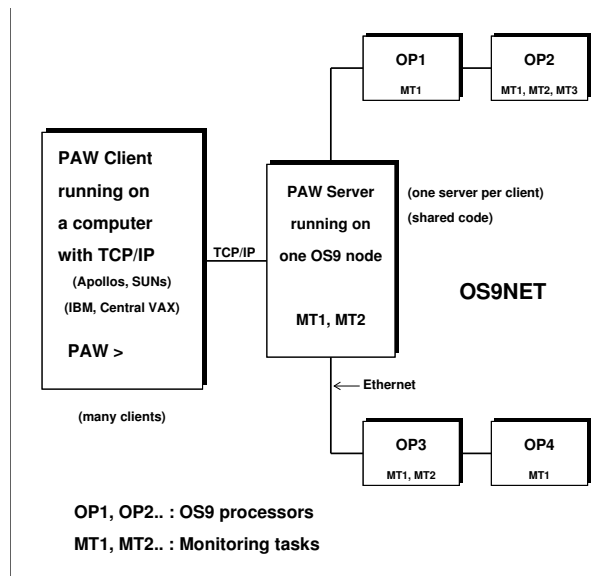 OP1
MT1
OP2
MT1, MT2, MT3
PAW Client
running on
a computer
with TCP/IP
(Apollos, SUNs)
(IBM, Central VAX)
PAW >
(many clients)
TCP/IP
PAW Server
running on
one OS9 node
MT1, MT2
(one server per client)
(shared code)
OS9NET
Ethernet
OP3
MT1, MT2
OP4
MT1
OP1, OP2.. : OS9 processors
MT1, MT2.. : Monitoring tasks